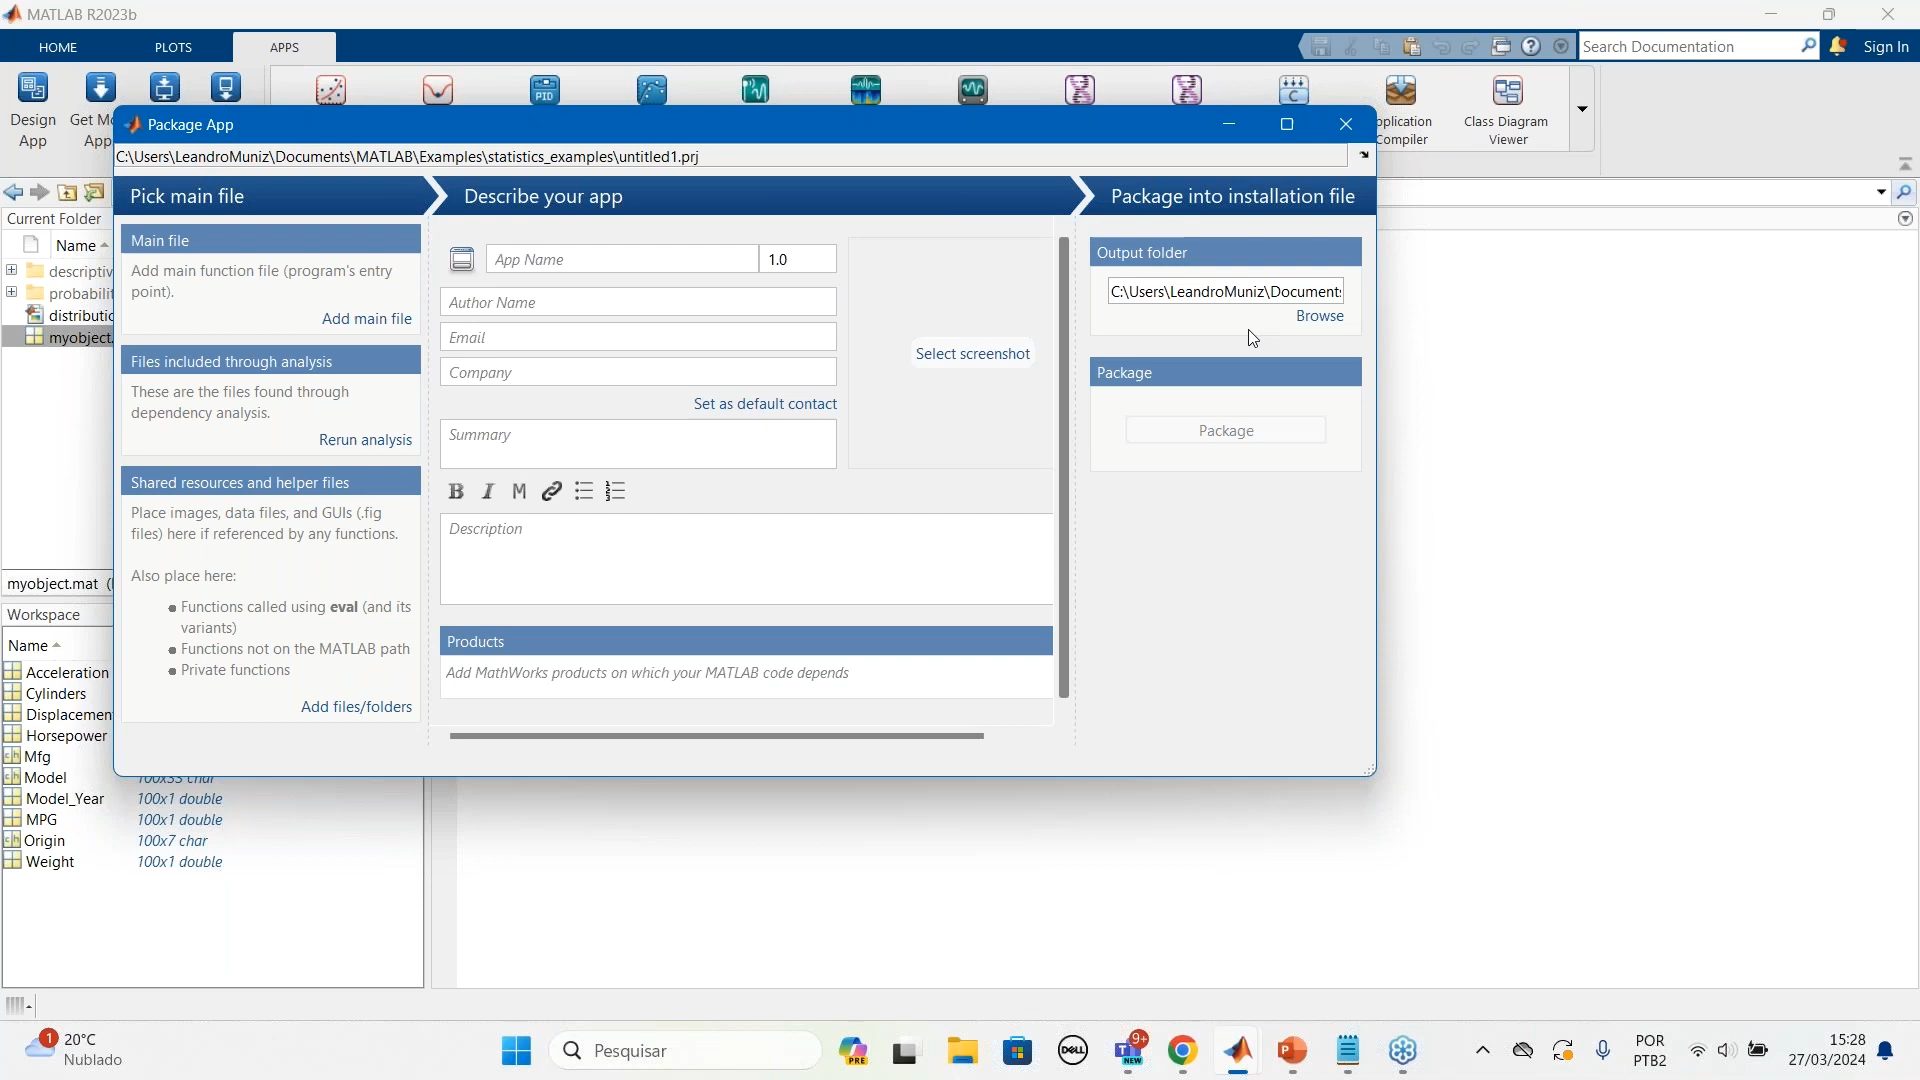 MATLAB R2023b
HOME
PLOTS
APPS
Search Documentation
Sign In
Design
App
Get
App
PID
C
Compiler
Class Diagram
Viewer
Package App
C:\Users\LeandroMuniz\Documents\MATLAB\Examples\statistics_examples\untitled1.prj
Pick main file
Describe your app
Package into installation file
Current Folder
Name
myobject.mat
Workspace
Name
Acceleration
Cylinders
Horsepower
Mfg
Model
100x33 char
Model_Year
100x1 double
MPG
100x1 double
Origin
100x7 char
Weight
100x1 double
Main file
Add main function file (program's entry
point).
Add main file
Files included through analysis
These are the files found through
dependency analysis.
Rerun analysis
Shared resources and helper files
Place images, data files, and GUIs (.fig
files) here if referenced by any functions.
Also place here:
Functions called using eval (and its
variants)
Functions not on the MATLAB path
Private functions
Add files/folders
App Name
1.0
Author Name
Email
Company
Set as default contact
Summary
Select screenshot
B I M
Description
Products
Add MathWorks products on which your MATLAB code depends
Output folder
C:\Users\LeandroMuniz\Document
Browse
Package
Package
1
20°C
Nublado
Pesquisar
PRE
DELL
9+
NEW
POR
PTB2
15:28
27/03/2024